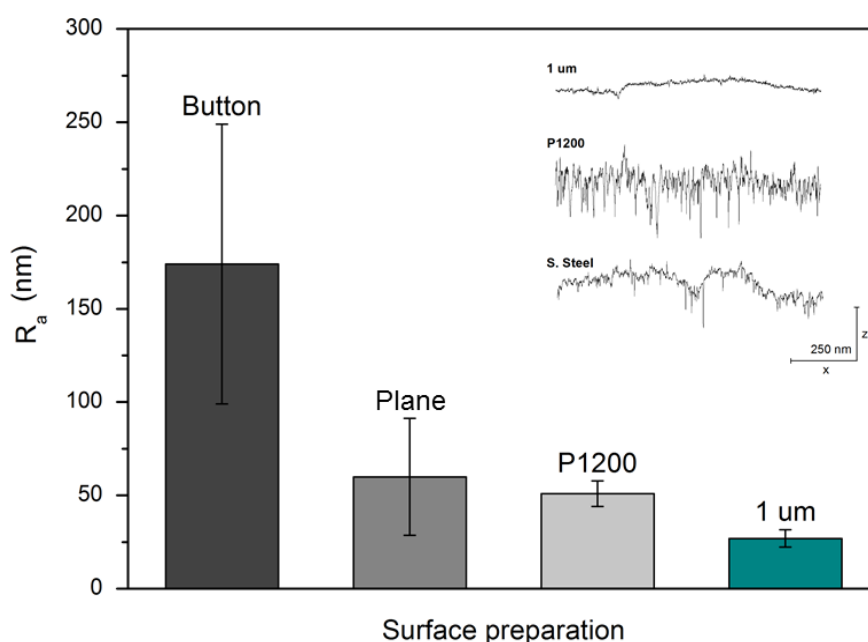 300
250
200
150
100
50
0
Ra (nm)
Button
Plane
P1200
1 um
Surface preparation
1 um
P1200
S. Steel
250 nm
z
x